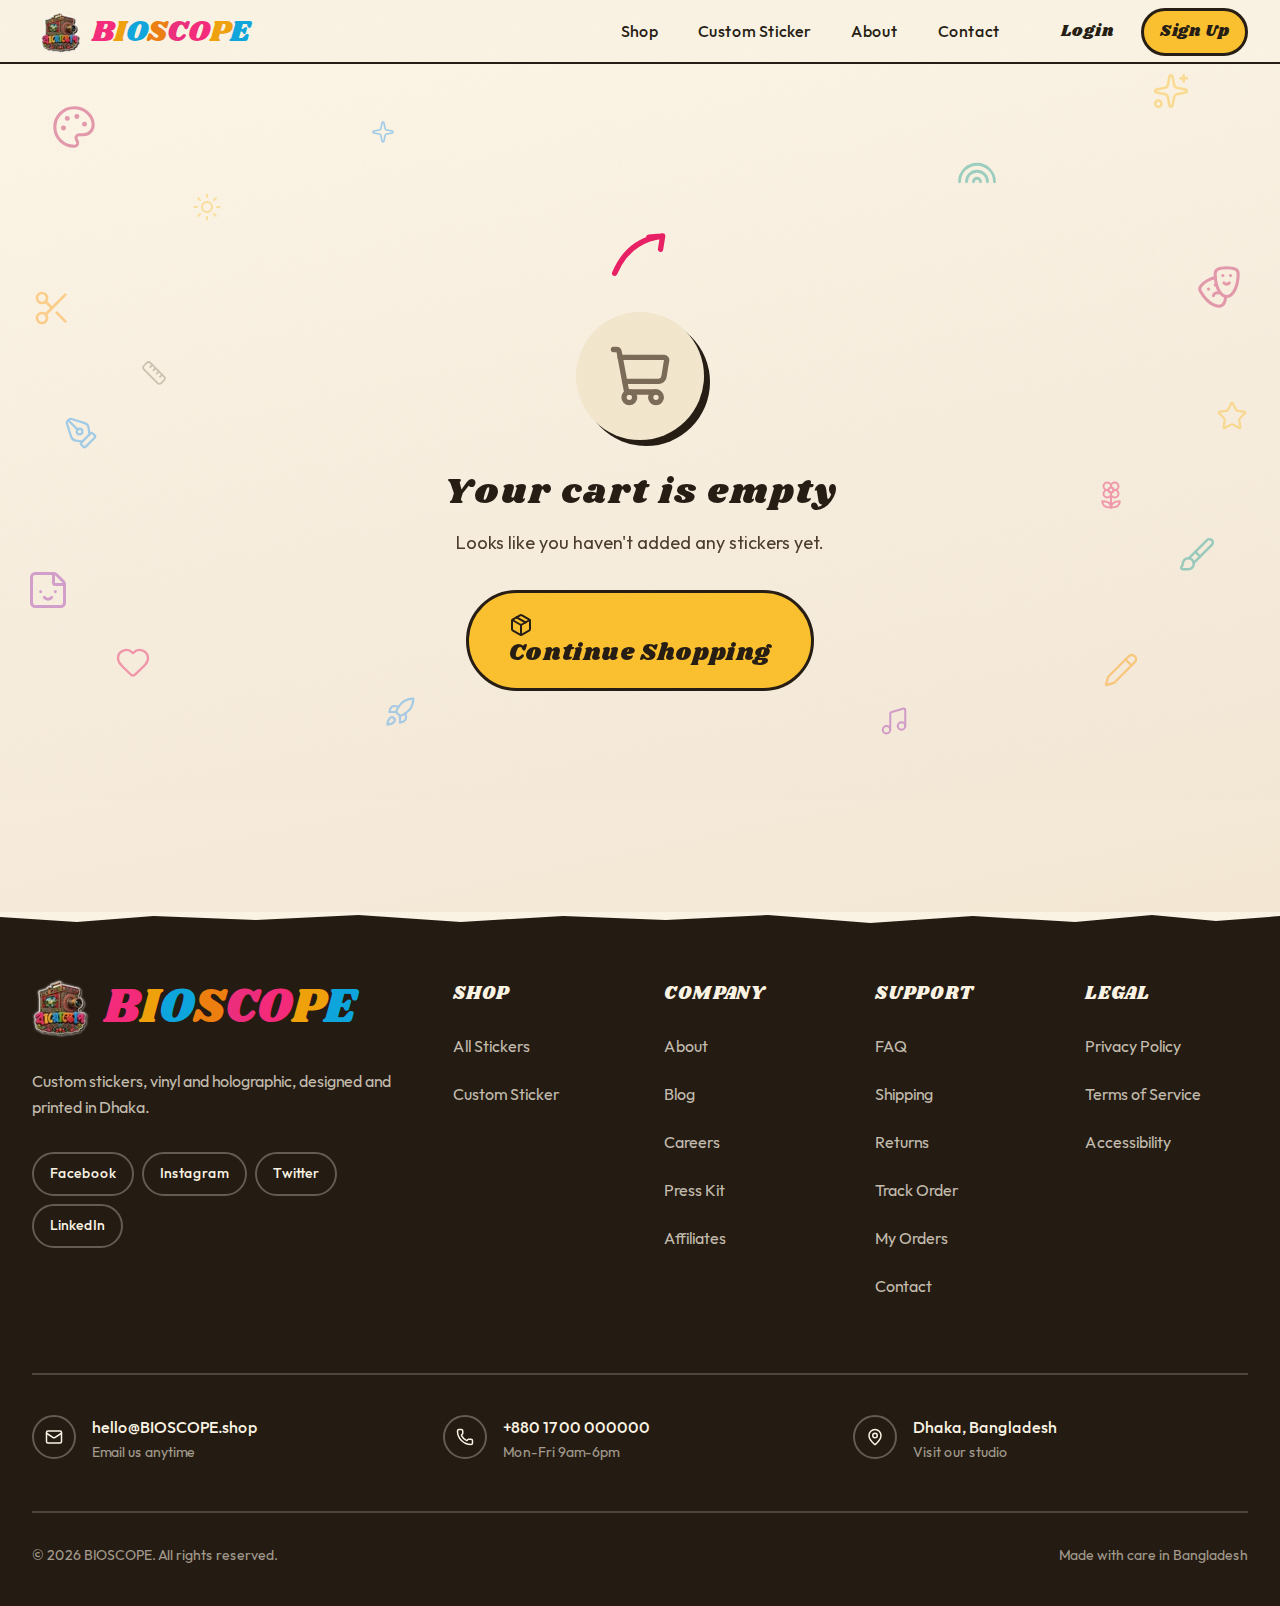 BIOSCOPE
Shop
Custom Sticker
About
Contact
Login
Sign Up
Your cart is empty
Looks like you haven't added any stickers yet.
Continue Shopping
BIOSCOPE
Custom stickers, vinyl and holographic, designed and
printed in Dhaka.
Facebook
Instagram
Twitter
LinkedIn
SHOP
All Stickers
Custom Sticker
COMPANY
About
Blog
Careers
Press Kit
Affiliates
SUPPORT
FAQ
Shipping
Returns
Track Order
My Orders
Contact
LEGAL
Privacy Policy
Terms of Service
Accessibility
hello@BIOSCOPE.shop
Email us anytime
+880 1700 000000
Mon-Fri 9am-6pm
Dhaka, Bangladesh
Visit our studio
© 2026 BIOSCOPE. All rights reserved.
Made with care in Bangladesh